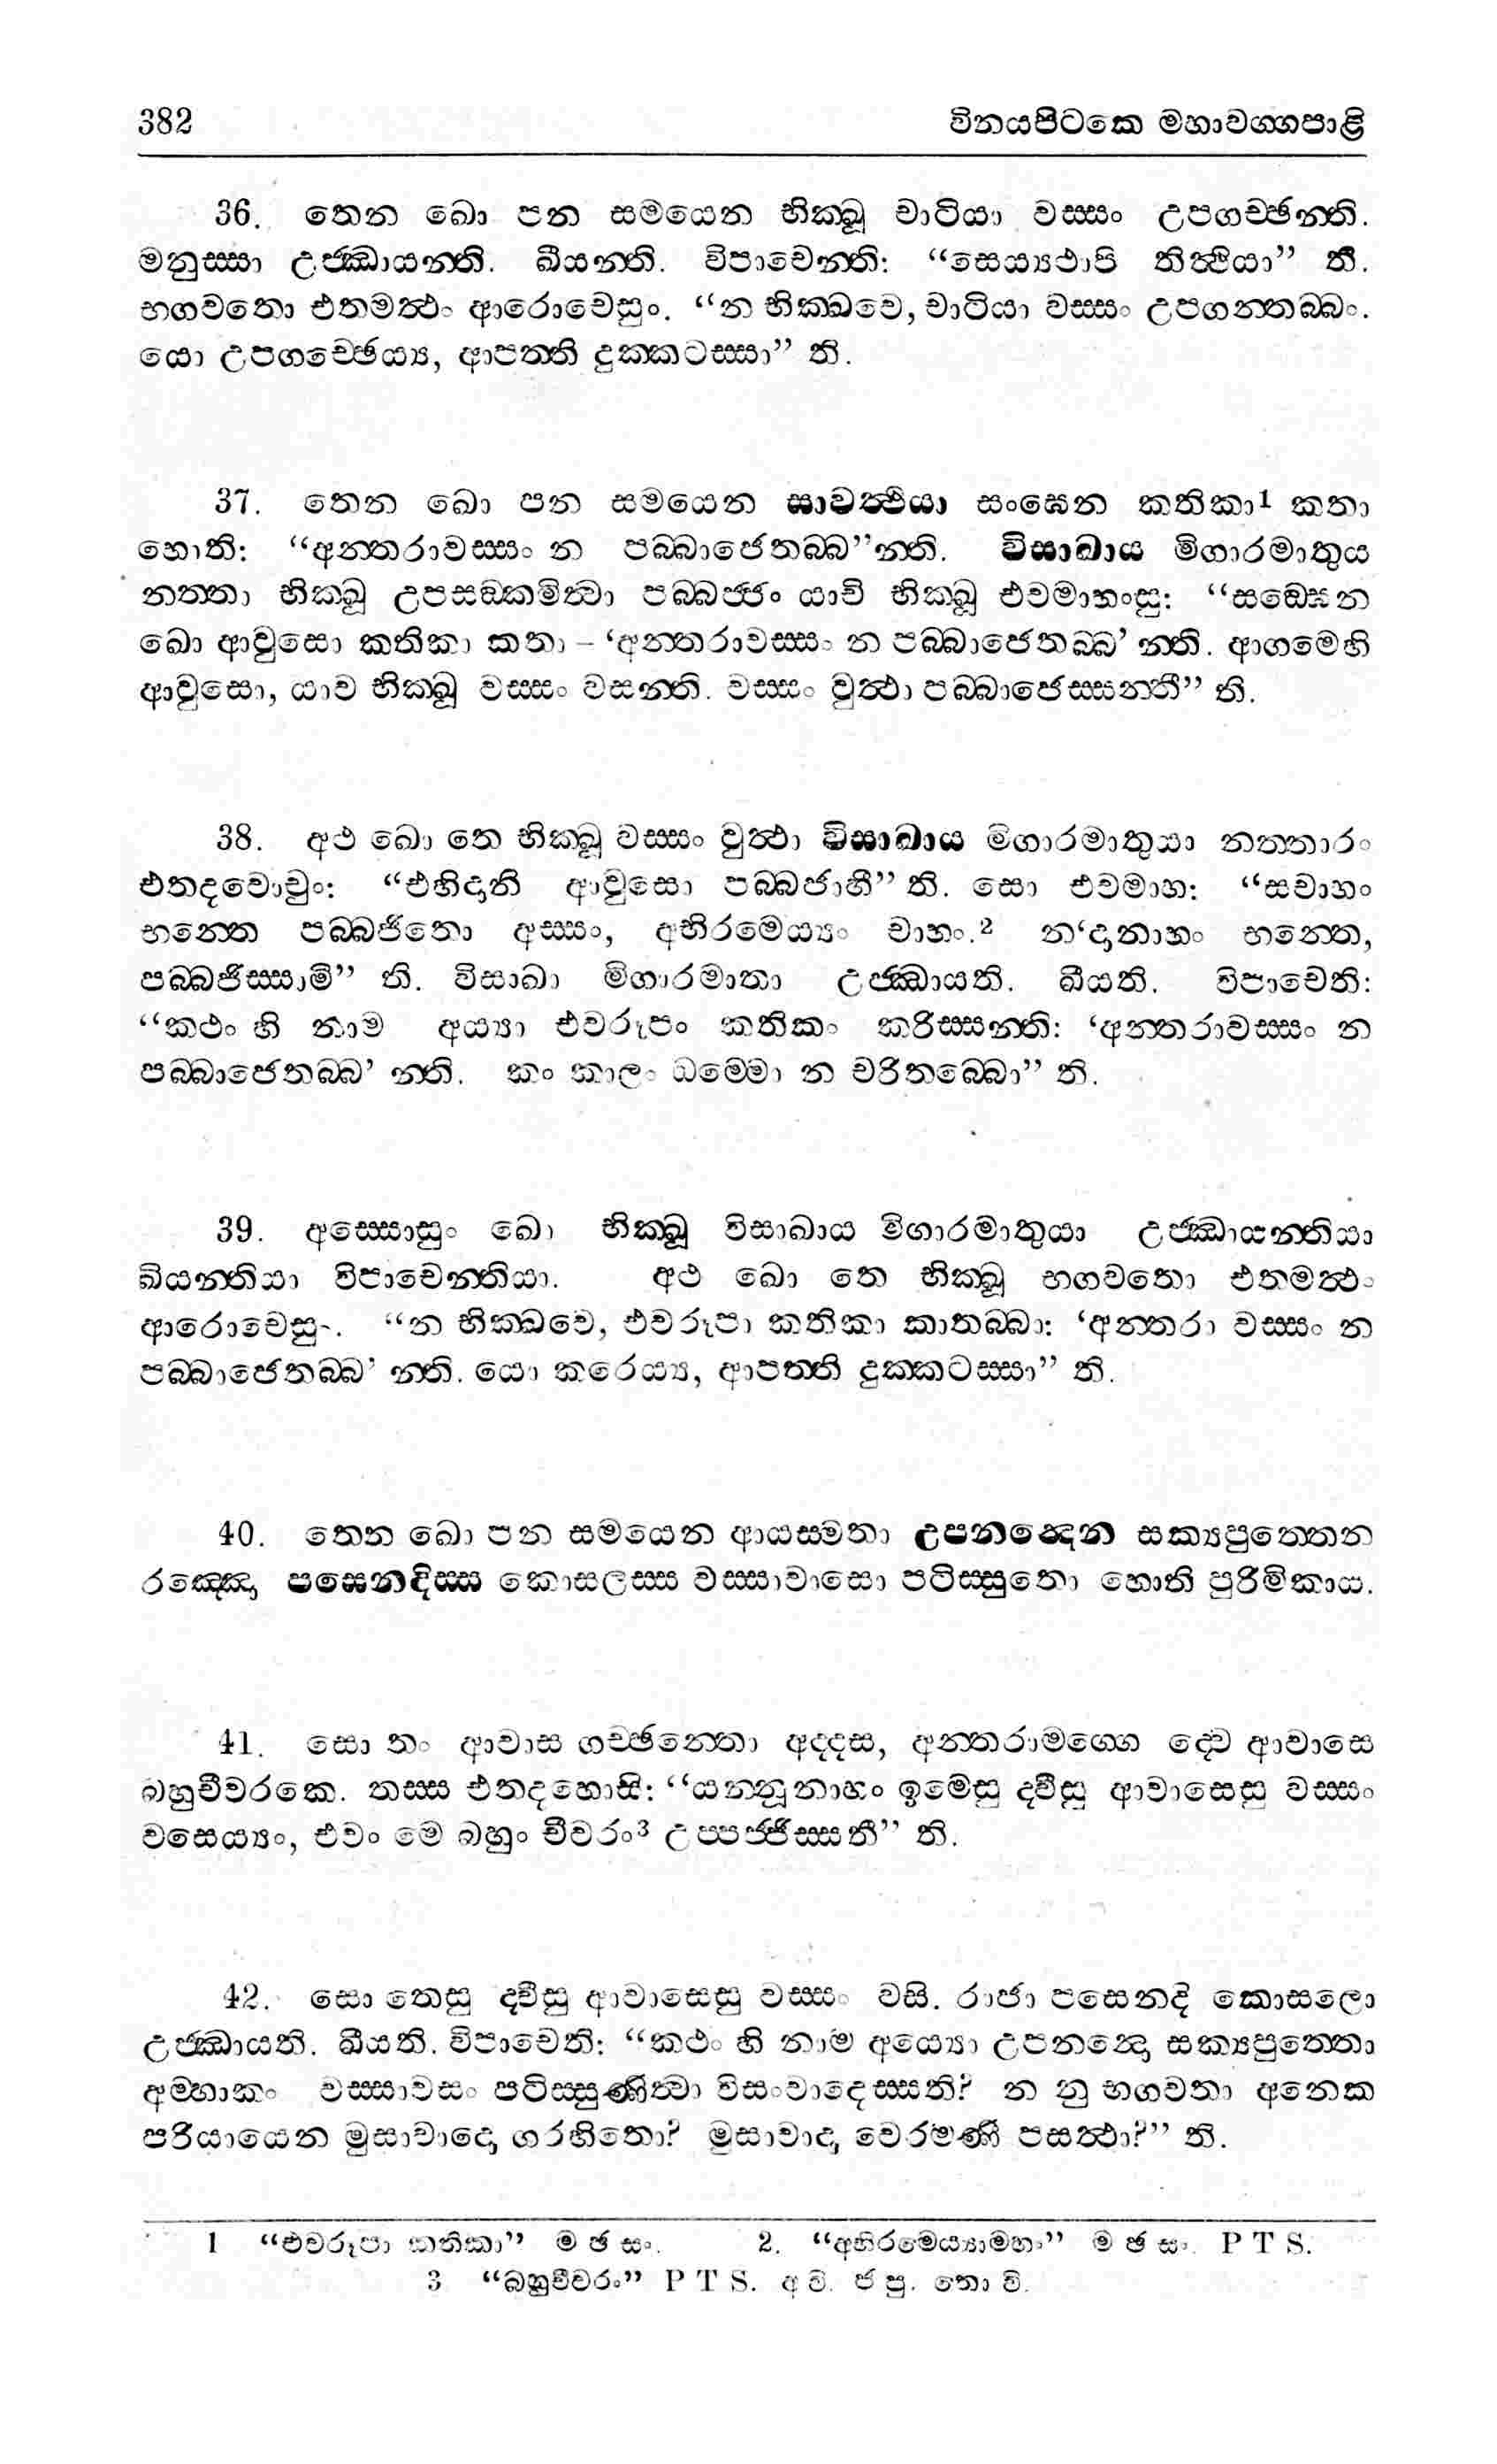 382 විනයපිටකෙ මහාවග්ගපාළි
36. තෙන ඛො පන සමයෙන භික්ඛූ චාටියා වස්සං උපගච්ඡන්ති.
මනුස්සා උජ්ඣායන්ති. ඛීයන්ති. විපාචෙන්ති: “සෙය්‍යථාපි තිත්ථියා” ති.
භගවතො එතමත්ථං ආරොචෙසුං. “න භික්ඛවෙ, චාටියා වස්සං උපගන්තබ්බං.
යො උපගච්ඡෙය්‍ය, ආපත්ති දුක්කටස්සා” ති.
37. තෙන ඛො පන සමයෙන සාවත්ථියා සංඝෙන කතිකා1 කතා
හොති: “අන්තරාවස්සං න පබ්බාජෙතබ්බ”න්ති. විසාඛාය මිගාරමාතුය
නත්තා භික්ඛූ උපසඞ්කමිත්වා පබ්බජ්ජං යාචි භික්ඛූ එවමාහංසු: “සඞ්ඝෙන
ඛො ආවුසො කතිකා කතා – ‘අන්තරාවස්සං න පබ්බාජෙතබ්බ’ න්ති. ආගමෙහි
ආවුසො, යාව භික්ඛූ වස්සං වසන්ති. වස්සං වුත්ථා පබ්බාජෙස්සනතී” ති.
38. අථ ඛො තෙ භික්ඛූ වස්සං වුත්ථා විසාඛාය මිගාරමාතුයා නත්තාරං
එතදවොචුං: “එහිදානි ආවුසො පබ්බජාහී” ති. සො එවමාහ: “සචාහං
භන්තෙ පබ්බජිතො අස්සං, අභිරමෙය්‍යං චාහං.2 න‘දානාහං භන්තෙ,
පබ්බජිස්සාමි” ති. විසාඛා මිගාරමාතා උජ්ඣායති. ඛීයති. විපාචෙති:
“කථං හි නාම අය්‍යා එවරූපං කතිකං කරිස්සන්ති: ‘අන්තරාවස්සං න
පබ්බාජෙතබ්බ’ න්ති. කං කාලං ධම්මො න චරිතබ්බො” ති.
39. අස්සොසුං ඛො භික්ඛූ විසාඛාය මිගාරමාතුයා උජ්ඣායන්තියා
ඛියන්තියා විපාචෙන්තියා. අථ ඛො තෙ භික්ඛූ භගවතො එතමත්ථං
ආරොචෙසුං. “න භික්ඛවෙ, එවරූපා කතිකා කාතබ්බා: ‘අන්තරා වස්සං න
පබ්බාජෙතබ්බ’ න්ති. යො කරෙය්‍ය, ආපත්ති දුක්කටස්සා” ති.
40. තෙන ඛො පන සමයෙන ආයස්මතා උපනන්දෙන සක්‍යපුත්තෙන
රඤ්ඤො පසෙනදිස්ස කොසලස්ස වස්සාවාසො පටිස්සුතො හොති පුරිමිකාය.
41. සො තං ආවාස ගච්ඡන්තො අද්දස, අන්තරාමග්ගෙ ද්වෙ ආවාසෙ
බහුචීවරකෙ. තස්ස එතදහොසි: “යන්නූනාහං ඉමෙසු ද්වීසු ආවාසෙසු වස්සං
වසෙය්‍යං, එවං මෙ බහුං චීවරං3 උප්පජ්ජිස්සතී” ති.
42. සො තෙසු ද්වීසු ආවාසෙසු වස්සං වසි. රාජා පසෙනදි කොසලො
උජ්ඣායති. ඛීයති. විපාචෙති: “කථං හි නාම අය්‍යො උපනන්දො සක්‍යපුත්තො
අම්හාකං වස්සාවසං පටිස්සුණිත්වා විසංවාදෙස්සති? න නු භගවතා අනෙක
පරියායෙන මුසාවාදො ගරහිතො? මුසාවාදා වෙරමණී පසත්ථා?” ති.
1 “එවරූපා කතිකා” ම ඡ සං. 2. “අභිරමෙය්‍යාමහං” ම ඡ සං. P T S.
3 “බහුචීවරං” P T S. අ වි. ජ පු. තො වි.